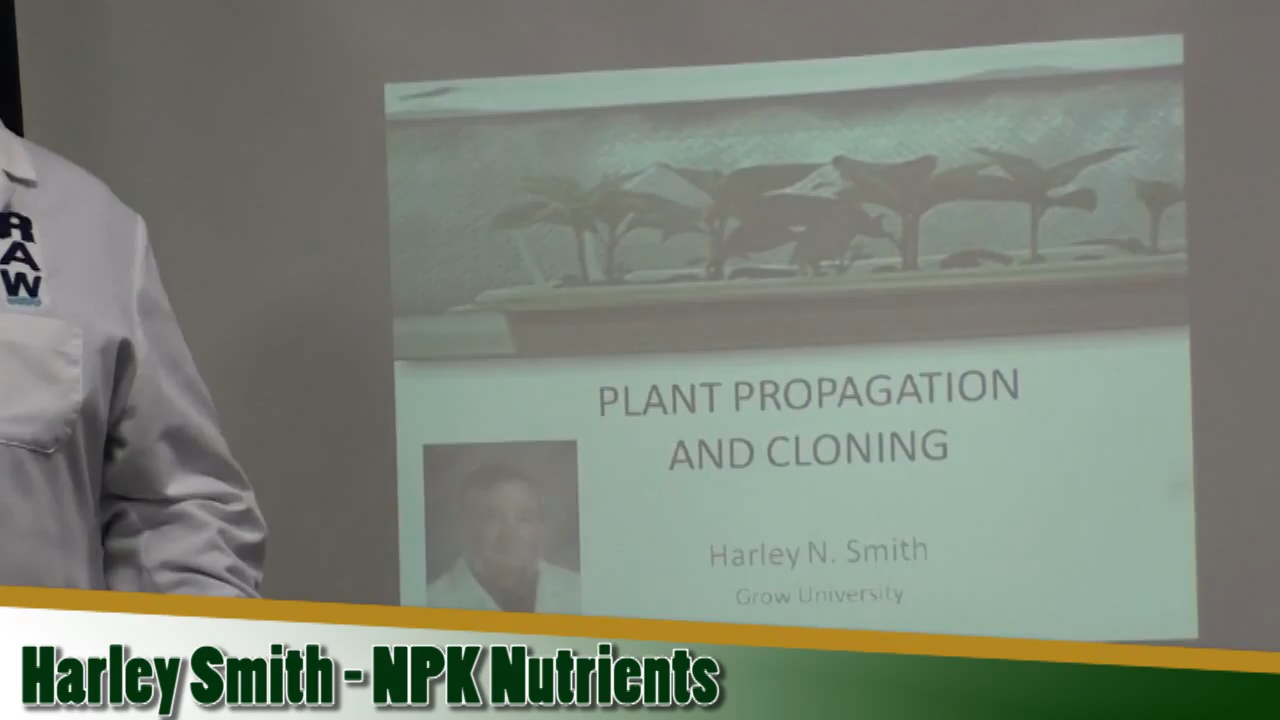 RAW
PLANT PROPAGATION
AND CLONING
Harley N. Smith
Grow University
Harley Smith - NPK Nutrients